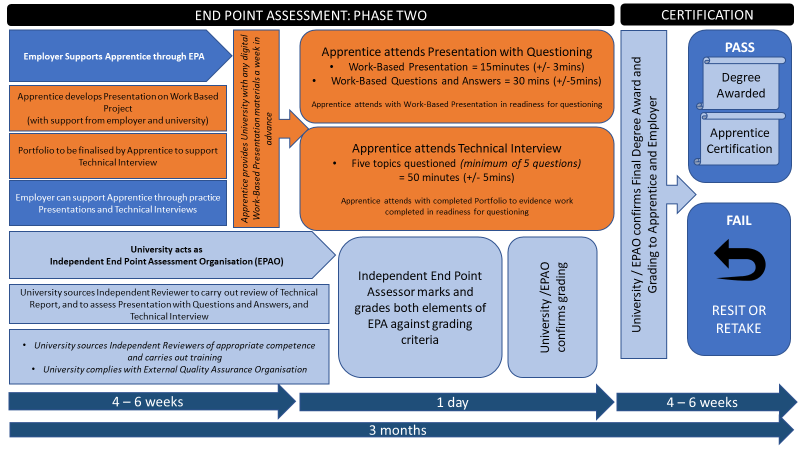 END POINT ASSESSMENT: PHASE TWO
CERTIFICATION
Employer Supports Apprentice through EPA
Apprentice develops Presentation on Work Based
Project
(with support from employer and university)
Portfolio to be finalised by Apprentice to support
Technical Interview
Employer can support Apprentice through practice
Presentations and Technical Interviews
Apprentice provides University with any digital
Work-Based Presentation materials a week in
advance
Apprentice attends Presentation with Questioning
• Work-Based Presentation = 15minutes (+/- 3mins)
• Work-Based Questions and Answers = 30 mins (+/-5mins)
Apprentice attends with Work-Based Presentation in readiness for questioning
Apprentice attends Technical Interview
• Five topics questioned (minimum of 5 questions)
= 50 minutes (+/- 5mins)
Apprentice attends with completed Portfolio to evidence work
completed in readiness for questioning
University acts as
Independent End Point Assessment Organisation (EPAO)
University sources Independent Reviewer to carry out review of Technical
Report, and to assess Presentation with Questions and Answers, and
Technical Interview
• University sources Independent Reviewers of appropriate competence
and carries out training
• University complies with External Quality Assurance Organisation
Independent End Point
Assessor marks and
grades both elements of
EPA against grading
criteria
University /EPAO
confirms grading
University / EPAO confirms Final Degree Award and
Grading to Apprentice and Employer
PASS
Degree
Awarded
Apprentice
Certification
FAIL
RESIT OR
RETAKE
4 – 6 weeks
1 day
4 – 6 weeks
3 months